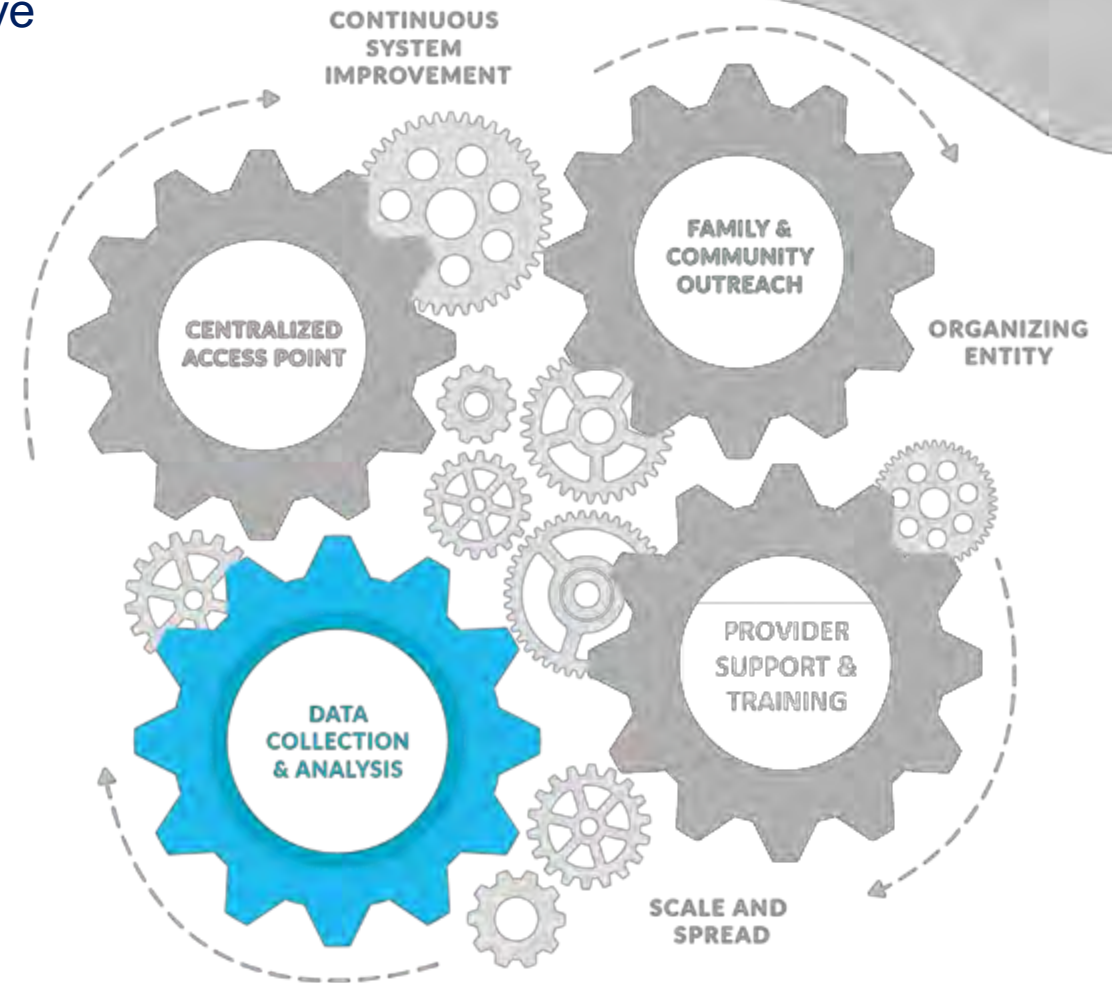 ve
CONTINUOUS
SYSTEM
IMPROVEMENT
FAMILY &
COMMUNITY
OUTREACH
CENTRALIZED
ACCESS POINT
ORGANIZING
ENTITY
PROVIDER
SUPPORT &
TRAINING
DATA
COLLECTION
& ANALYSIS
SCALE AND
SPREAD